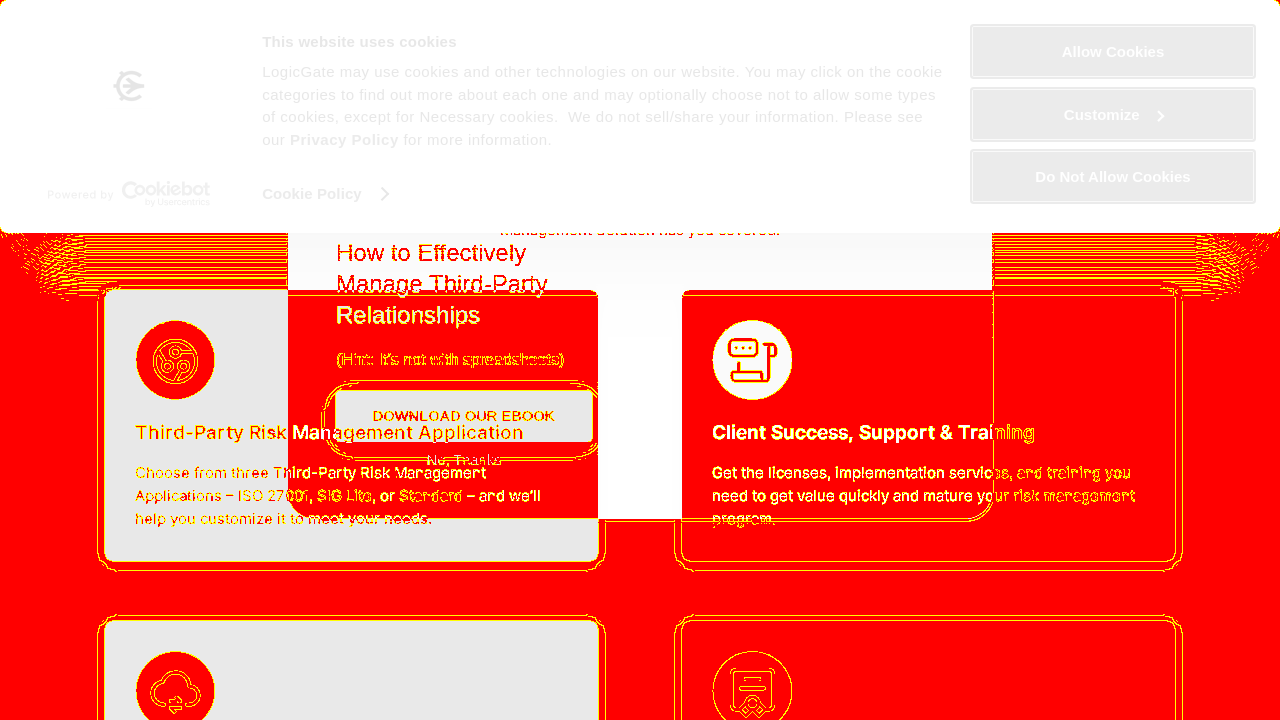 This website uses cookies
LogicGate may use cookies and other technologies on our website. You may click on the cookie
categories to find out more about each one and may optionally choose not to allow some types
of cookies, except for Necessary cookies.  We do not sell/share your information. Please see
our Privacy Policy for more information.
Cookie Policy
Powered by Cookiebot
by Usercentrics
Allow Cookies
Customize
Do Not Allow Cookies
management solution has you covered.
How to Effectively
Manage Third-Party
Relationships
(Hint: it's not with spreadsheets)
DOWNLOAD OUR EBOOK
No, Thanks
Third-Party Risk Management Application
Choose from three Third-Party Risk Management
Applications – ISO 27001, SIG Lite, or Standard – and we'll
help you customize it to meet your needs.
Client Success, Support & Training
Get the licenses, implementation services, and training you
need to get value quickly and mature your risk management
program.